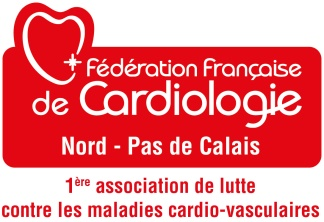 Fédération Française
de Cardiologie
Nord - Pas de Calais
1ère association de lutte
contre les maladies cardio-vasculaires